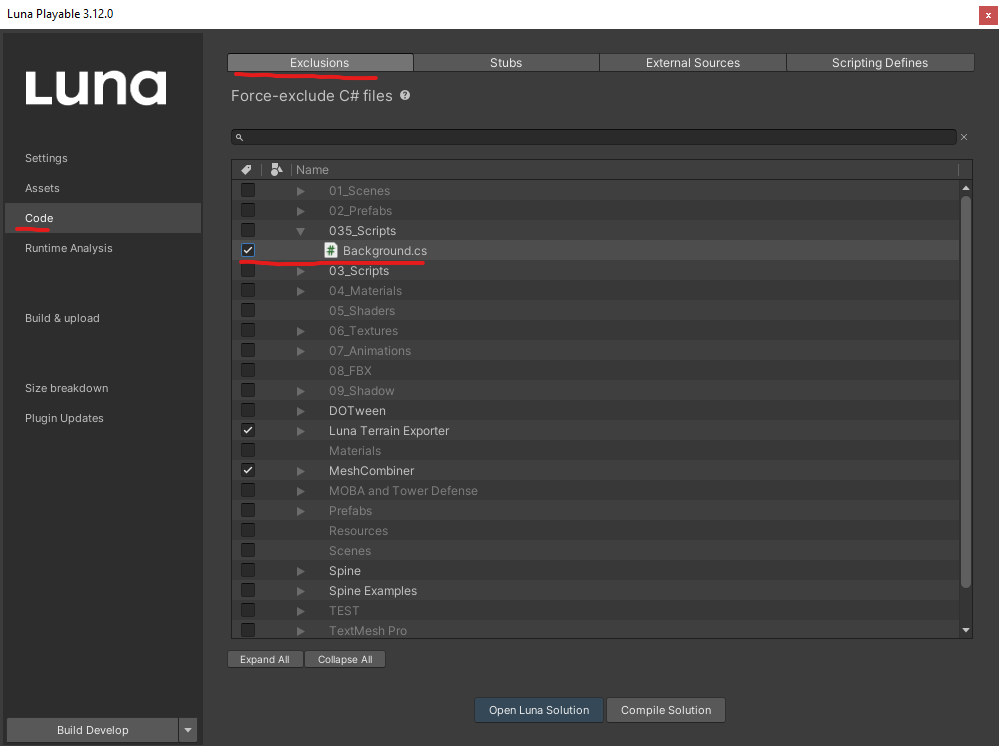 Luna Playable 3.12.0
x
Luna
Settings
Assets
Code
Runtime Analysis
Build & upload
Size breakdown
Plugin Updates
Build Develop
Exclusions Stubs External Sources Scripting Defines
Force-exclude C# files ?
Name
01_Scenes
02_Prefabs
035_Scripts
# Background.cs
03_Scripts
04_Materials
05_Shaders
06_Textures
07_Animations
08_FBX
09_Shadow
DOTween
Luna Terrain Exporter
Materials
MeshCombiner
MOBA and Tower Defense
Prefabs
Resources
Scenes
Spine
Spine Examples
TEST
TextMesh Pro
Expand All Collapse All
Open Luna Solution Compile Solution